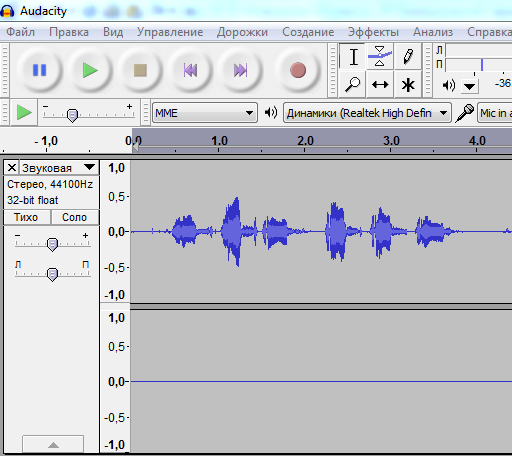 Audacity
Файл Правка Вид Управление Дорожки Создание Эффекты Анализ Справка
Л
П
-36
- +
MME Динамики (Realtek High Defin Mic in a
- 1,0 0,0 1.0 2.0 3.0 4.0
X Звуковая
Стерео, 44100Hz
32-bit float
Тихо Соло
- +
Л П
1,0
0,5
0,0
-0,5
-1,0
1,0
0,5
0,0
-0,5
-1,0